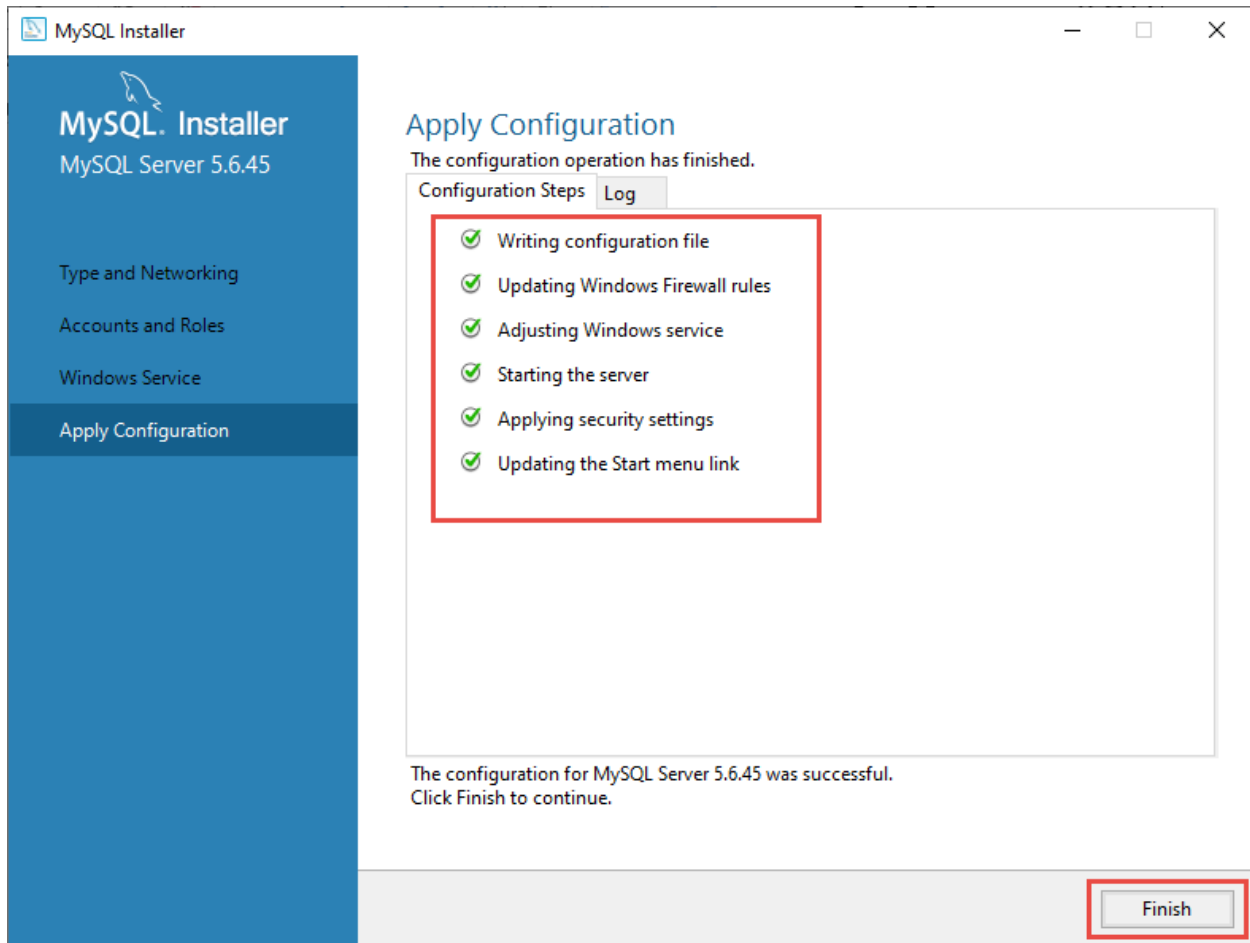 MySQL Installer
MySQL. Installer
MySQL Server 5.6.45
Type and Networking
Accounts and Roles
Windows Service
Apply Configuration
Apply Configuration
The configuration operation has finished.
Configuration Steps
Log
Writing configuration file
Updating Windows Firewall rules
Adjusting Windows service
Starting the server
Applying security settings
Updating the Start menu link
The configuration for MySQL Server 5.6.45 was successful.
Click Finish to continue.
Finish